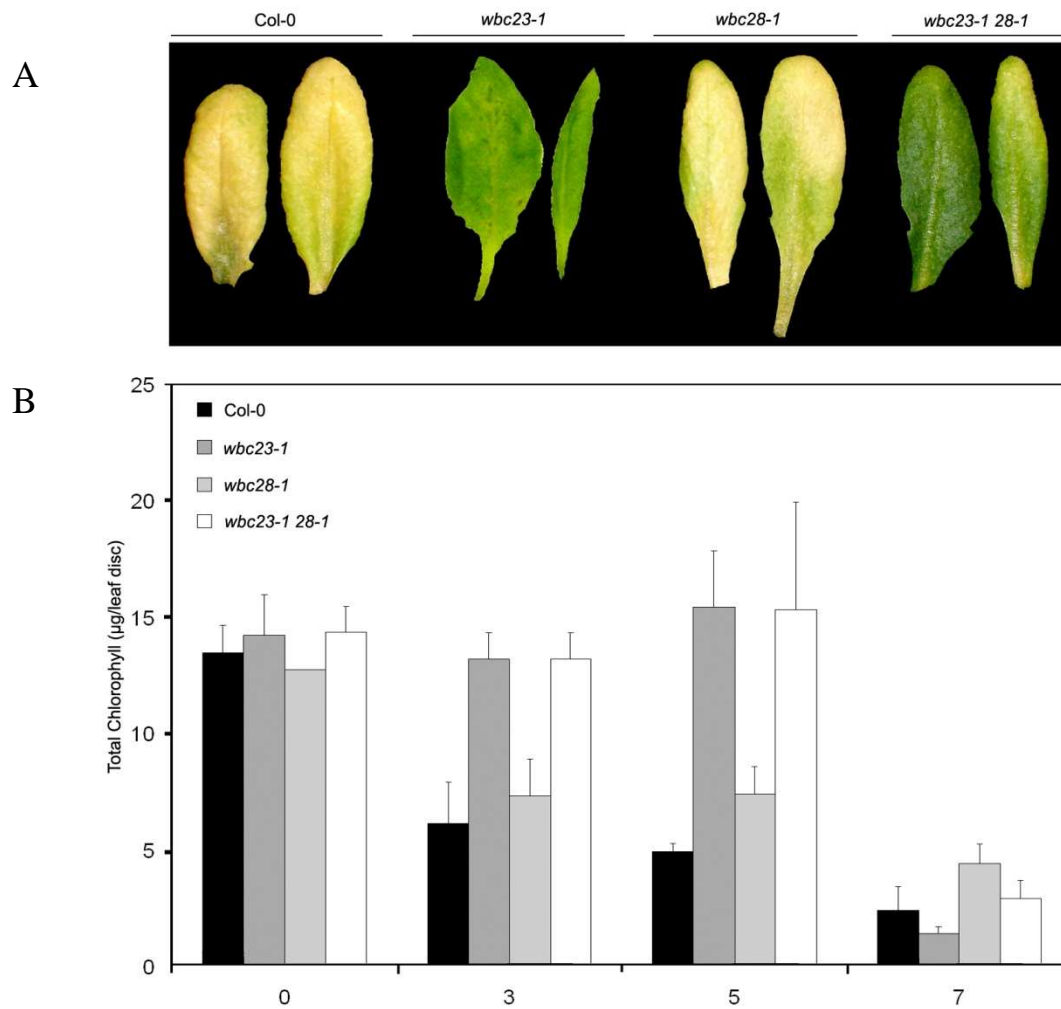 Col-0 wbc23-1 wbc28-1 wbc23-1 28-1
A
B
25
Col-0
wbc23-1
wbc28-1
wbc23-1 28-1
20
15
10
5
0
Total Chlorophyll (µg/leaf disc)
0 3 5 7